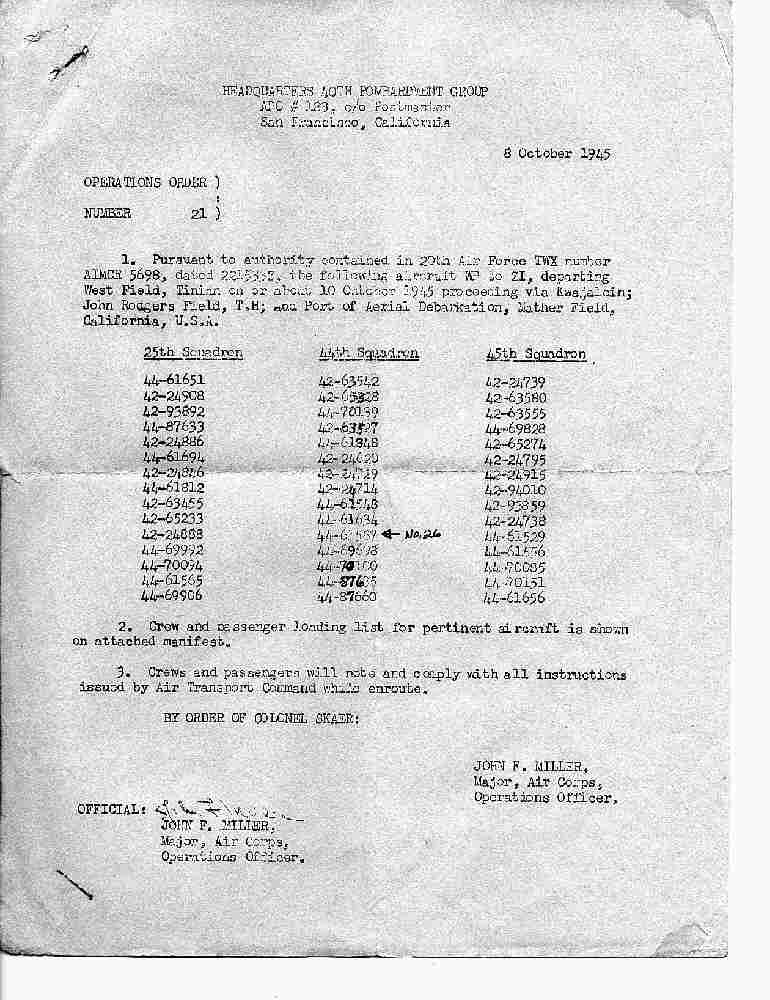 HEADQUARTERS 40TH BOMBARDMENT GROUP
APO # 183, c/o Postmaster
San Francisco, California
8 October 1945
OPERATIONS ORDER )
:
NUMBER 21 )
1. Pursuant to authority contained in 20th Air Force TWX number
AIMCR 5698, dated the following aircraft WP to ZI, departing
West Field, Tinian on or about 10 October 1945 proceeding via Kwajalein;
John Rodgers Field, T.H; and Port of Aerial Debarkation, Mather Field,
California, U.S.A.
25th Squadron 44th Squadron 45th Squadron
44-61651 42-63542 42-24739
42-24908 42-63580
42-93892 44-70139 42-63555
44-87633 44-69828
42-24886 42-65274
44-61694 42-24795
42-24846 42-24915
44-61812 42-24714 42-94010
42-63455 42-93859
42-65233 44-61634 42-24738
42-24888 ← No. 26 44-61529
44-69992
44-70094 44-70085
44-61565 44-70151
44-69906 44-87660 44-61656
2. Crew and passenger loading list for pertinent aircraft is shown
on attached manifest.
3. Crews and passengers will note and comply with all instructions
issued by Air Transport Command while enroute.
BY ORDER OF COLONEL SKAER:
JOHN F. MILLER,
Major, Air Corps,
Operations Officer.
OFFICIAL:
JOHN F. MILLER,
Major, Air Corps,
Operations Officer.